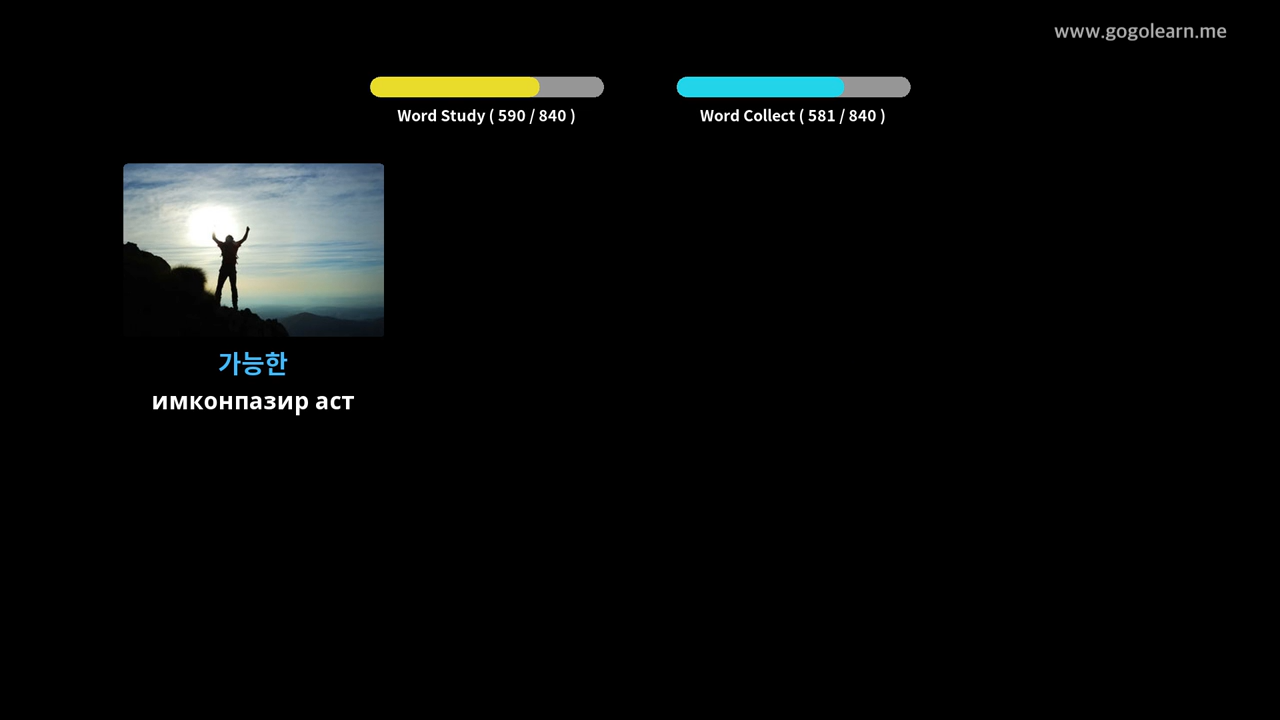 www.gogolearn.me
Word Study ( 590 / 840 )
Word Collect ( 581 / 840 )
가능한
имконпазир аст